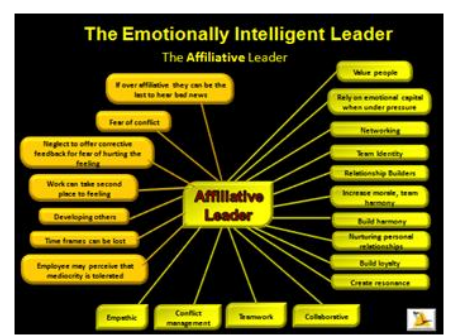 The Emotionally Intelligent Leader
The Affiliative Leader
If over affiliative they can be the
last to hear bad news
Fear of conflict
Neglect to offer corrective
feedback for fear of hurting the
feeling
Work can take second
place to feeling
Developing others
Time frames can be lost
Employee may perceive that
mediocrity is tolerated
Affiliative
Leader
Value people
Rely on emotional capital
when under pressure
Networking
Team Identity
Relationship Builders
Increase morale, team
harmony
Build harmony
Nurturing personal
relationships
Build loyalty
Create resonance
Empathic
Conflict
management
Teamwork
Collaborative